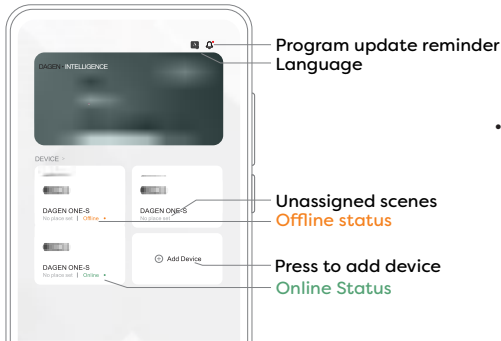 Program update reminder
Language
DAGEN · INTELLIGENCE
DEVICE
DAGEN ONE-S
No place set | Offline
DAGEN ONE-S
No place set
DAGEN ONE-S
No place set | Online
Add Device
Unassigned scenes
Offline status
Press to add device
Online Status